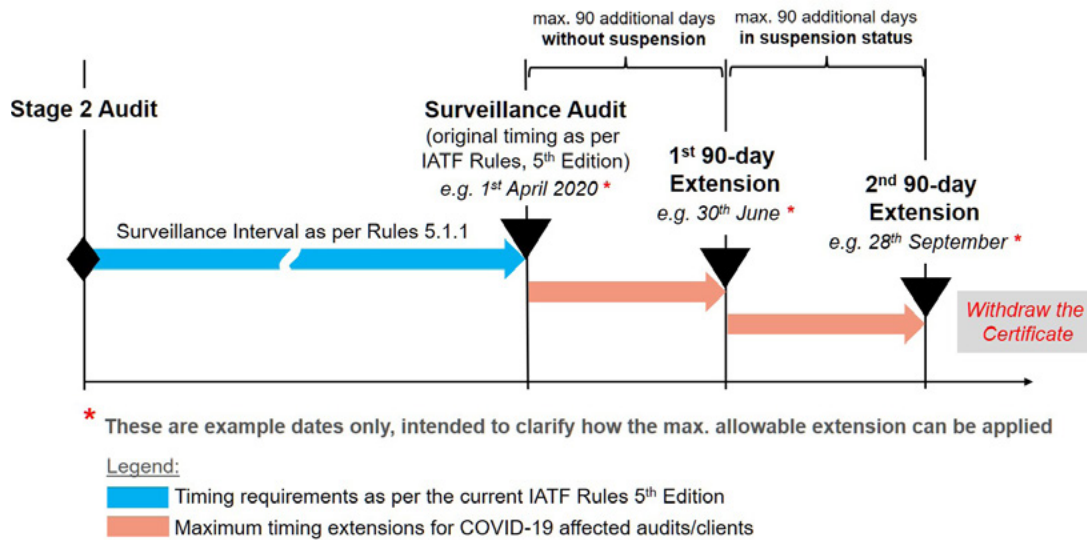 max. 90 additional days
without suspension
max. 90 additional days
in suspension status
Stage 2 Audit
Surveillance Audit
(original timing as per
IATF Rules, 5th Edition)
e.g. 1st April 2020 *
1st 90-day
Extension
e.g. 30th June *
2nd 90-day
Extension
e.g. 28th September *
Surveillance Interval as per Rules 5.1.1
Withdraw the
Certificate
* These are example dates only, intended to clarify how the max. allowable extension can be applied
Legend:
Timing requirements as per the current IATF Rules 5th Edition
Maximum timing extensions for COVID-19 affected audits/clients